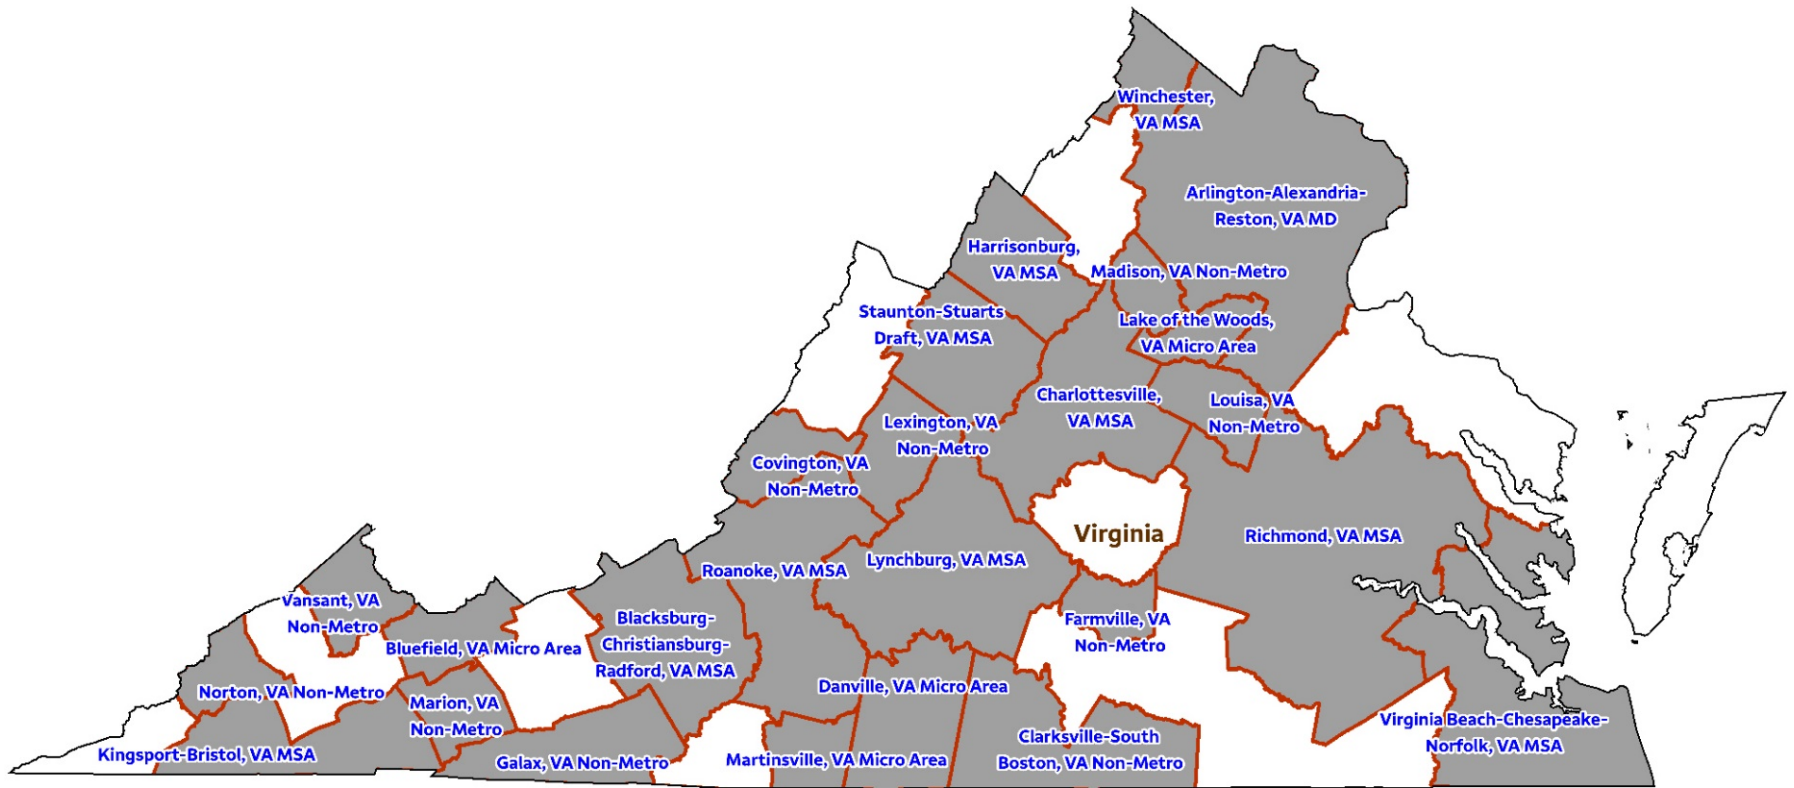 Winchester,
VA MSA
Arlington-Alexandria-
Reston, VA MD
Harrisonburg,
VA MSA
Madison, VA Non-Metro
Staunton-Stuarts
Draft, VA MSA
Lake of the Woods,
VA Micro Area
Charlottesville,
VA MSA
Louisa, VA
Non-Metro
Lexington, VA
Non-Metro
Covington, VA
Non-Metro
Virginia
Richmond, VA MSA
Lynchburg, VA MSA
Roanoke, VA MSA
Vansant, VA
Non-Metro
Bluefield, VA Micro Area
Blacksburg-
Christiansburg-
Radford, VA MSA
Farmville, VA
Non-Metro
Norton, VA Non-Metro
Marion, VA
Non-Metro
Danville, VA Micro Area
Kingsport-Bristol, VA MSA
Galax, VA Non-Metro
Martinsville, VA Micro Area
Clarksville-South
Boston, VA Non-Metro
Virginia Beach-Chesapeake-
Norfolk, VA MSA